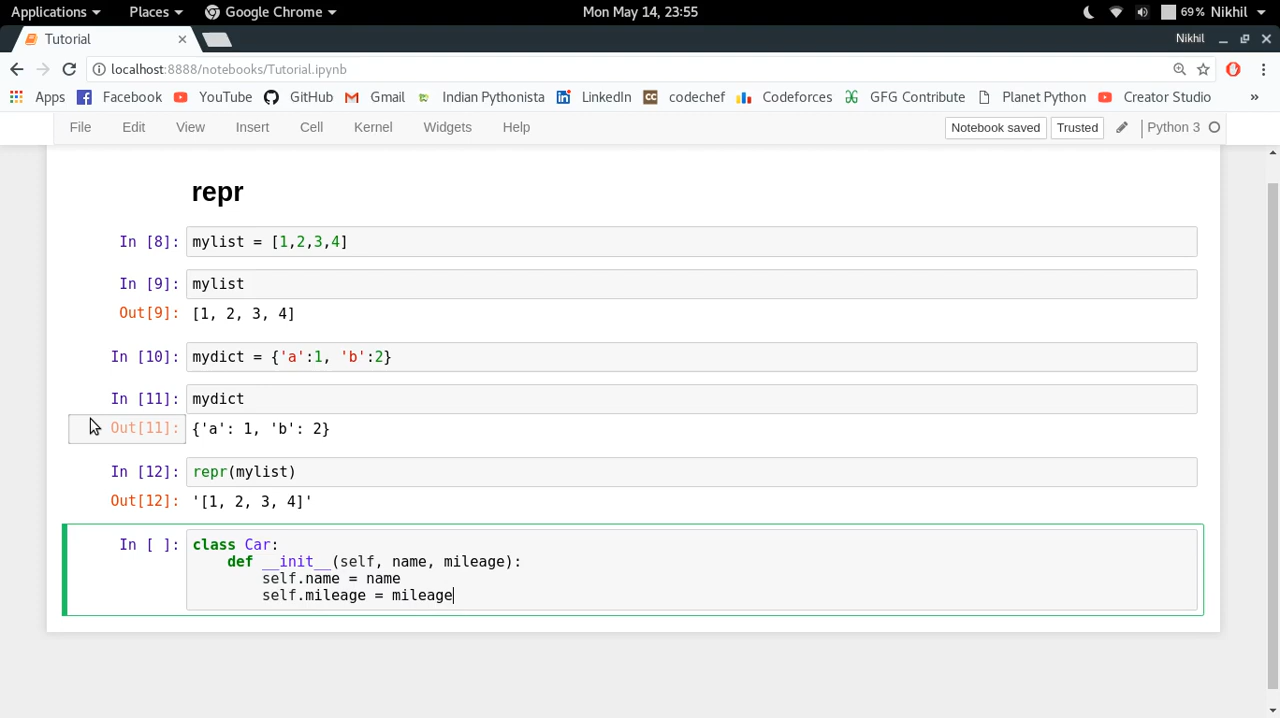 Applications Places Google Chrome Mon May 14, 23:55 69% Nikhil
Tutorial Nikhil
localhost:8888/notebooks/Tutorial.ipynb
Apps Facebook YouTube GitHub Gmail Indian Pythonista LinkedIn codechef Codeforces GFG Contribute Planet Python Creator Studio »
File Edit View Insert Cell Kernel Widgets Help Notebook saved Trusted Python 3
repr
In [8]: mylist = [1,2,3,4]
In [9]: mylist
Out[9]: [1, 2, 3, 4]
In [10]: mydict = {'a':1, 'b':2}
In [11]: mydict
Out[11]: {'a': 1, 'b': 2}
In [12]: repr(mylist)
Out[12]: '[1, 2, 3, 4]'
In [ ]: class Car:
def __init__(self, name, mileage):
self.name = name
self.mileage = mileage